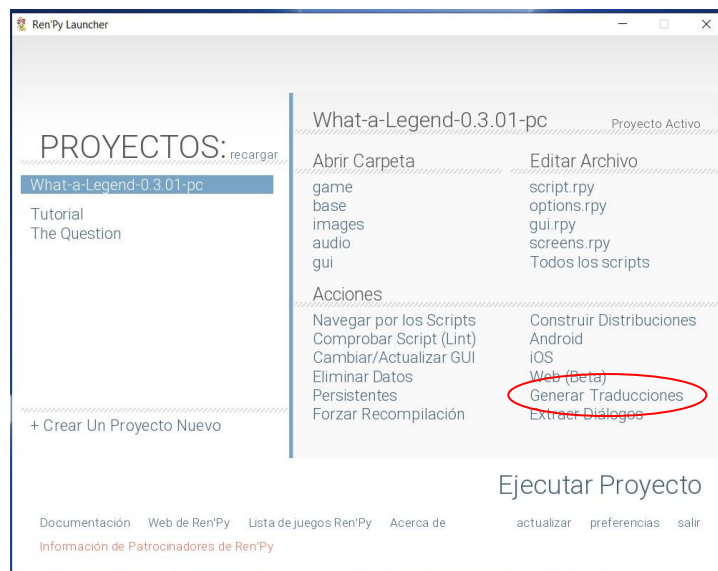 Ren'Py Launcher
PROYECTOS: recargar
What-a-Legend-0.3.01-pc
Tutorial
The Question
+ Crear Un Proyecto Nuevo
What-a-Legend-0.3.01-pc Proyecto Activo
Abrir Carpeta
game
base
images
audio
gui
Editar Archivo
script.rpy
options.rpy
gui.rpy
screens.rpy
Todos los scripts
Acciones
Navegar por los Scripts
Comprobar Script (Lint)
Cambiar/Actualizar GUI
Eliminar Datos
Persistentes
Forzar Recompilación
Construir Distribuciones
Android
iOS
Web (Beta)
Generar Traducciones
Extraer Diálogos
Ejecutar Proyecto
Documentación Web de Ren'Py Lista de juegos Ren'Py Acerca de actualizar preferencias salir
Información de Patrocinadores de Ren'Py